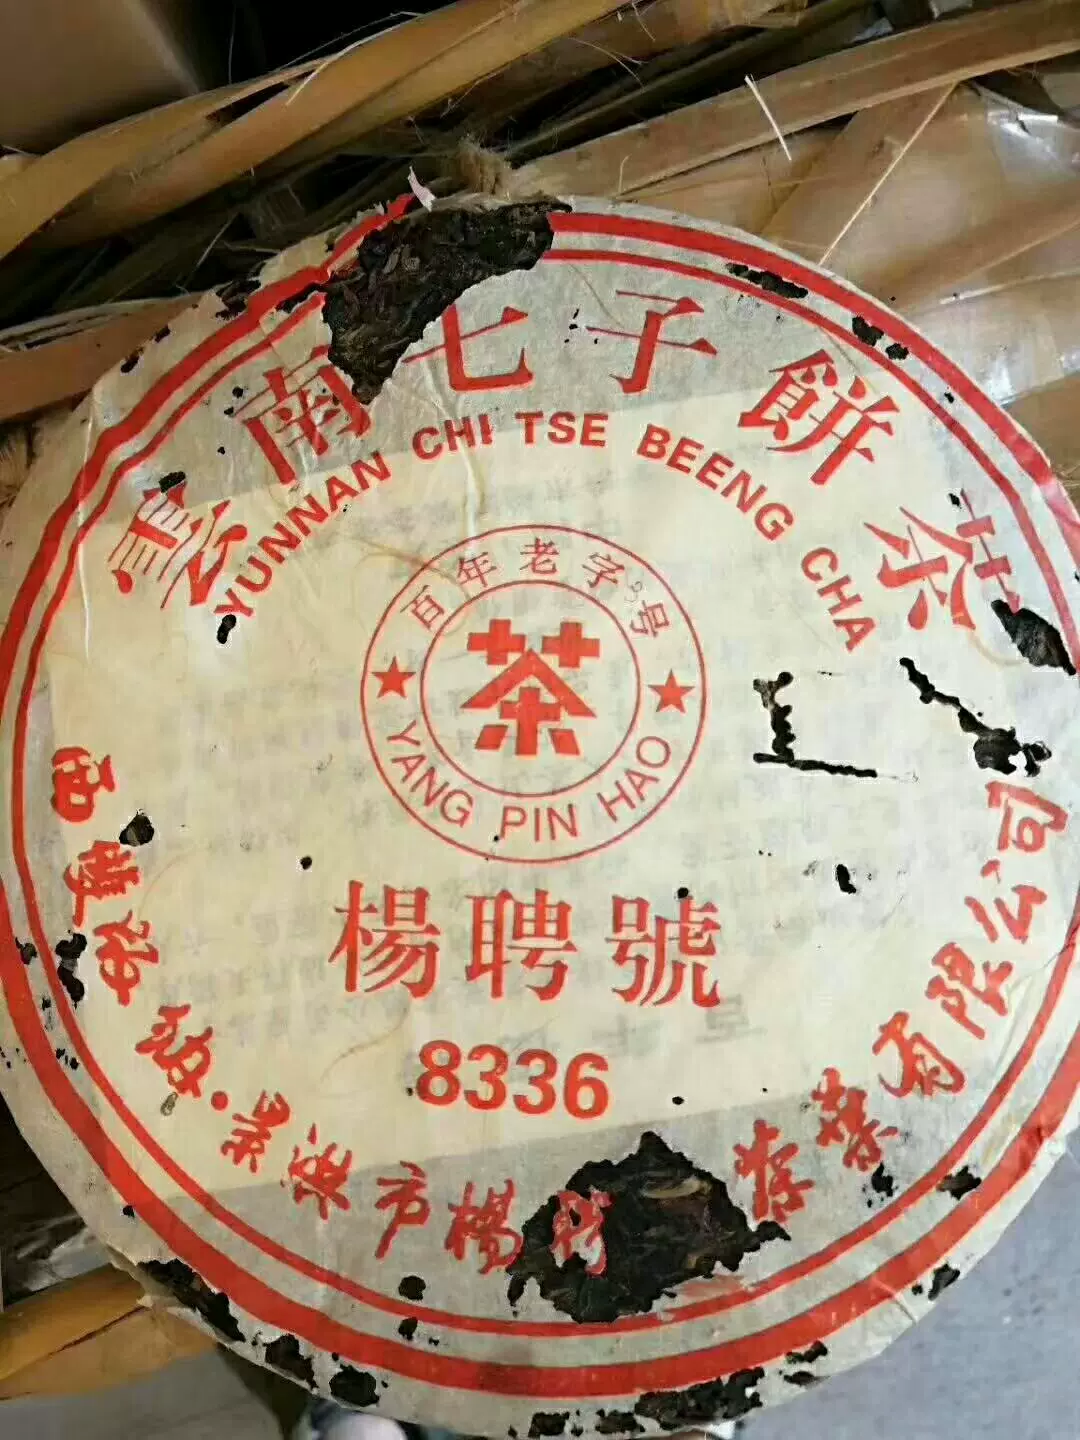 雲南七子餅茶
YUNNAN CHI TSE BEENG CHA
百年老字号
茶
YANG PIN HAO
楊聘號
8336
西雙版納·景洪市楊聘 茶業有限公司